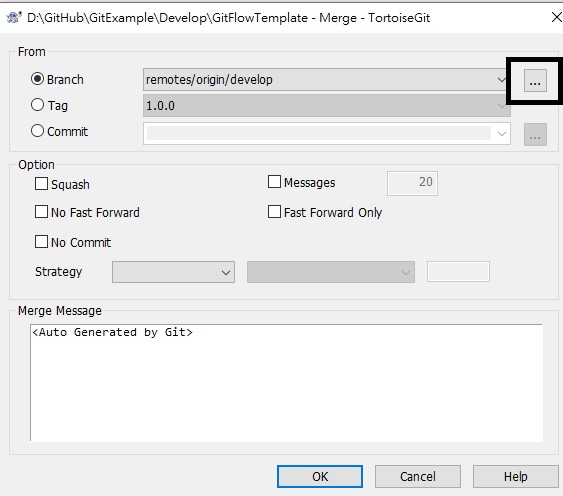 D:\GitHub\GitExample\Develop\GitFlowTemplate - Merge - TortoiseGit
From
Branch remotes/origin/develop ...
Tag 1.0.0
Commit ...
Option
Squash Messages 20
No Fast Forward Fast Forward Only
No Commit
Strategy
Merge Message
<Auto Generated by Git>
OK Cancel Help